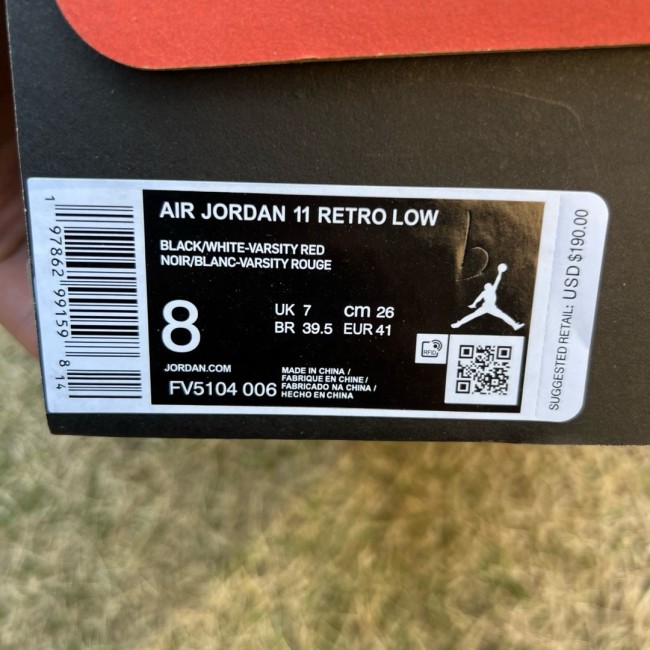 AIR JORDAN 11 RETRO LOW
BLACK/WHITE-VARSITY RED
NOIR/BLANC-VARSITY ROUGE
8
UK 7 cm 26
BR 39.5 EUR 41
JORDAN.COM
FV5104 006
MADE IN CHINA /
FABRIQUE EN CHINE /
FABRICADO NA CHINA /
HECHO EN CHINA
RFID
SUGGESTED RETAIL: USD $190.00
1 97862 99159 8 14